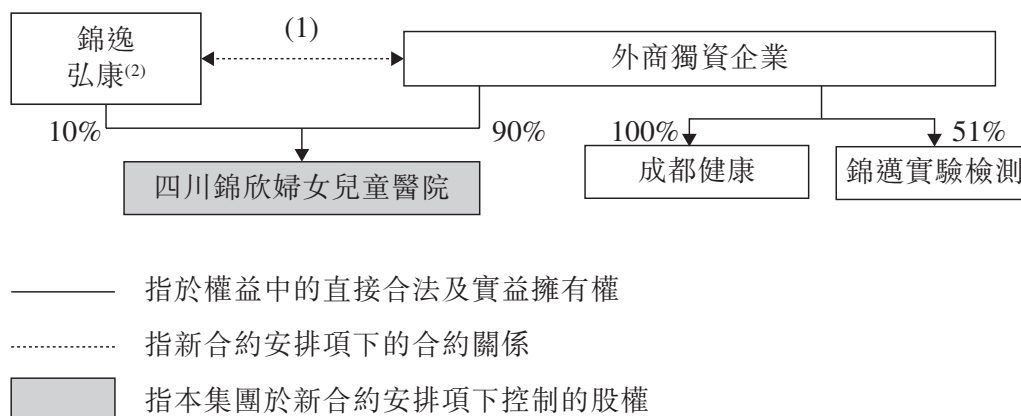 錦逸
弘康(2)
(1)
外商獨資企業
10%
90%
100%
51%
四川錦欣婦女兒童醫院
成都健康
錦邁實驗檢測
指於權益中的直接合法及實益擁有權
指新合約安排項下的合約關係
指本集團於新合約安排項下控制的股權